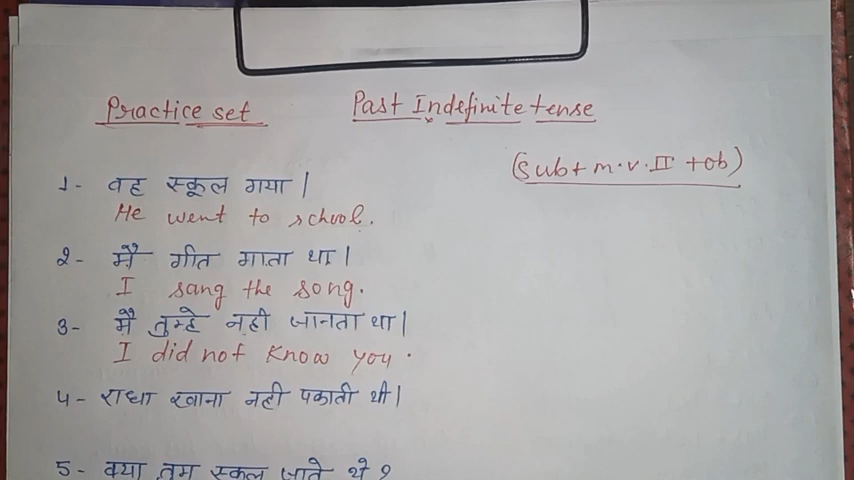 Practice set Past Indefinite tense
(sub + m.v.II + ob)
1- वह स्कूल गया |
He went to school.
2- मैं गीत गाता था |
I sang the song.
3- मैं तुम्हे नही जानता था |
I did not know you.
4- राधा खाना नही पकाती थी |
5- क्या तुम स्कूल जाते थे ?